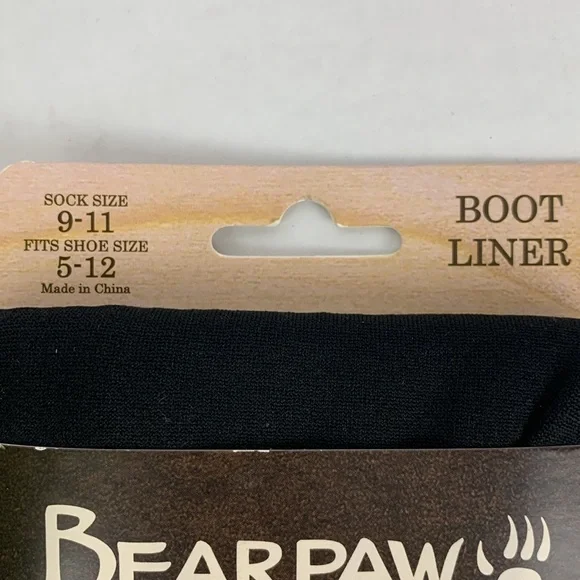 SOCK SIZE
9-11
FITS SHOE SIZE
5-12
Made in China
BOOT
LINER
BEARPAW